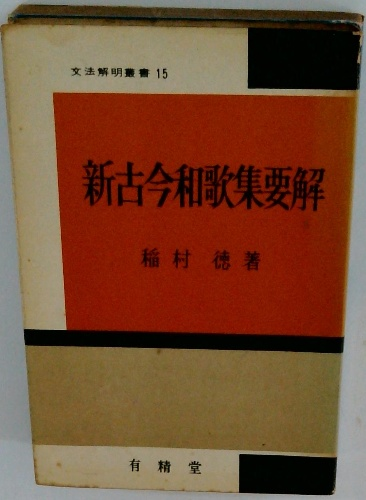 文法解明叢書 15
新古今和歌集要解
稲村 徳 著
有精堂